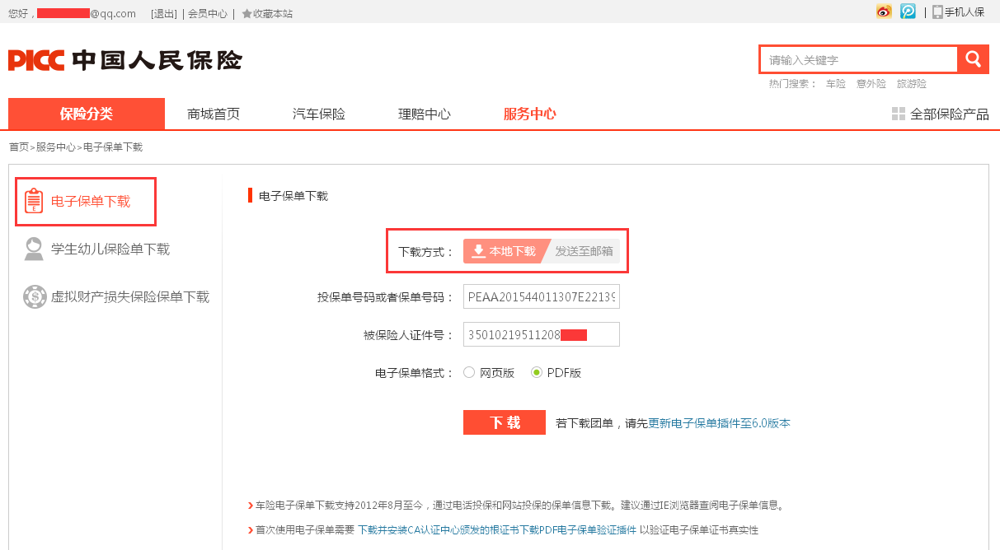 您好，@qq.com [退出] | 会员中心 | 收藏本站 | 手机人保
PICC 中国人民保险
请输入关键字
热门搜索： 车险 意外险 旅游险
保险分类 商城首页 汽车保险 理赔中心 服务中心 全部保险产品
首页>服务中心>电子保单下载
电子保单下载
学生幼儿保险单下载
虚拟财产损失保险保单下载
电子保单下载
下载方式： 本地下载 发送至邮箱
投保单号码或者保单号码： PEAA201544011307E22139
被保险人证件号： 35010219511208
电子保单格式： 网页版 PDF版
下 载 若下载团单，请先更新电子保单插件至6.0版本
车险电子保单下载支持2012年8月至今，通过电话投保和网站投保的保单信息下载。建议通过IE浏览器查阅电子保单信息。
首次使用电子保单需要 下载并安装CA认证中心颁发的根证书下载PDF电子保单验证插件 以验证电子保单证书真实性